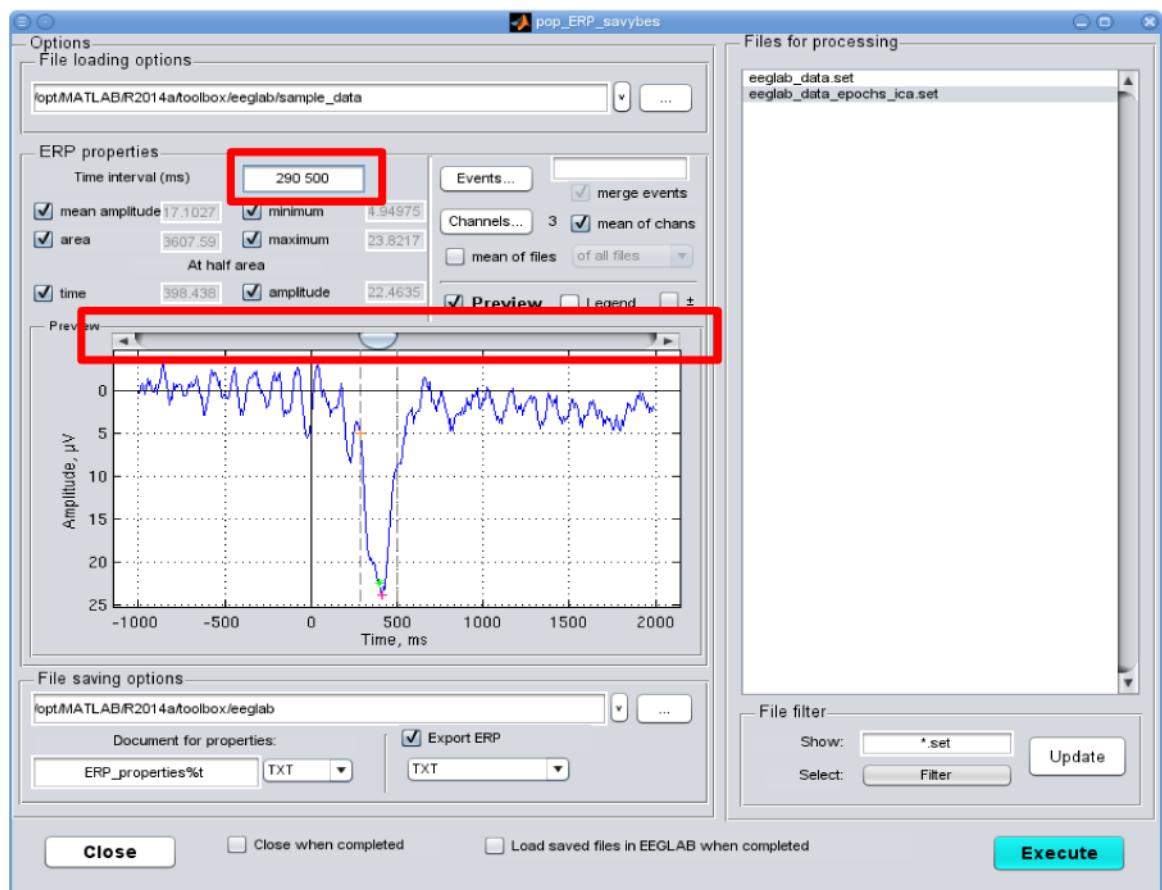 pop_ERP_savybes
Options
File loading options
/opt/MATLAB/R2014a/toolbox/eeglab/sample_data
...
ERP properties
Time interval (ms)
290 500
mean amplitude 17.1027
minimum 4.94975
area 3607.59
maximum 23.8217
At half area
time 398.438
amplitude 22.4635
Events...
merge events
Channels... 3
mean of chans
mean of files of all files
Preview Legend ±
Preview
0
5
10
15
20
25
Amplitude, µV
-1000 -500 0 500 1000 1500 2000
Time, ms
File saving options
/opt/MATLAB/R2014a/toolbox/eeglab
...
Document for properties:
ERP_properties%t TXT
Export ERP
TXT
Files for processing
eeglab_data.set
eeglab_data_epochs_ica.set
File filter
Show: *.set
Select: Filter
Update
Close
Close when completed
Load saved files in EEGLAB when completed
Execute